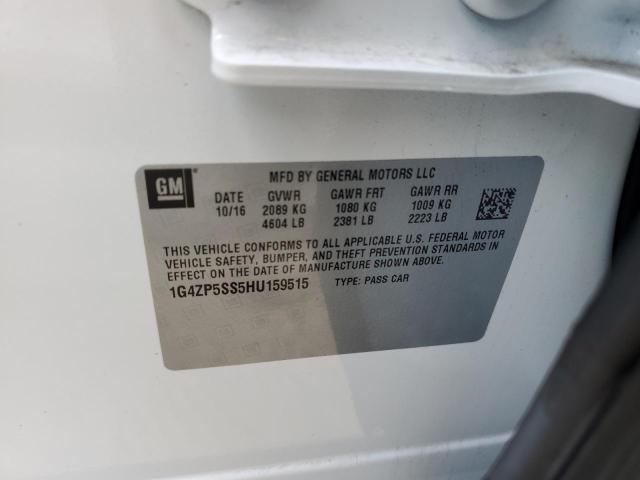 GM
MFD BY GENERAL MOTORS LLC
DATE GVWR GAWR FRT GAWR RR
10/16 2089 KG 1080 KG 1009 KG
4604 LB 2381 LB 2223 LB
THIS VEHICLE CONFORMS TO ALL APPLICABLE U.S. FEDERAL MOTOR
VEHICLE SAFETY, BUMPER, AND THEFT PREVENTION STANDARDS IN
EFFECT ON THE DATE OF MANUFACTURE SHOWN ABOVE.
1G4ZP5SS5HU159515 TYPE: PASS CAR